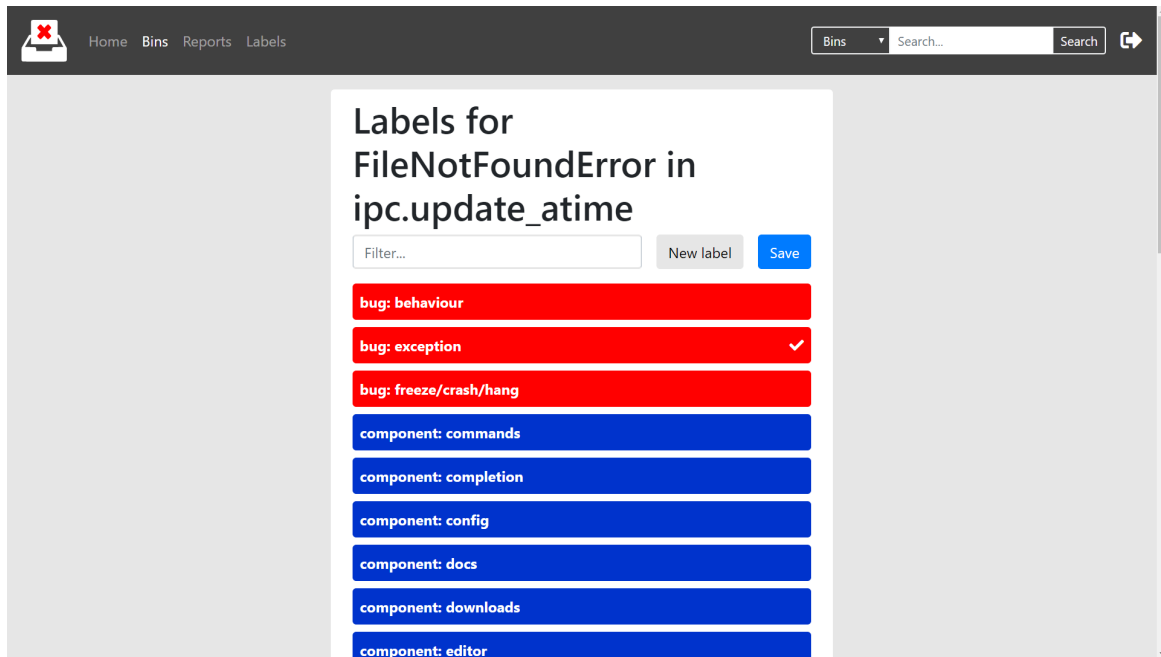 Home Bins Reports Labels Bins Search... Search
Labels for
FileNotFoundError in
ipc.update_atime
Filter... New label Save
bug: behaviour
bug: exception
bug: freeze/crash/hang
component: commands
component: completion
component: config
component: docs
component: downloads
component: editor